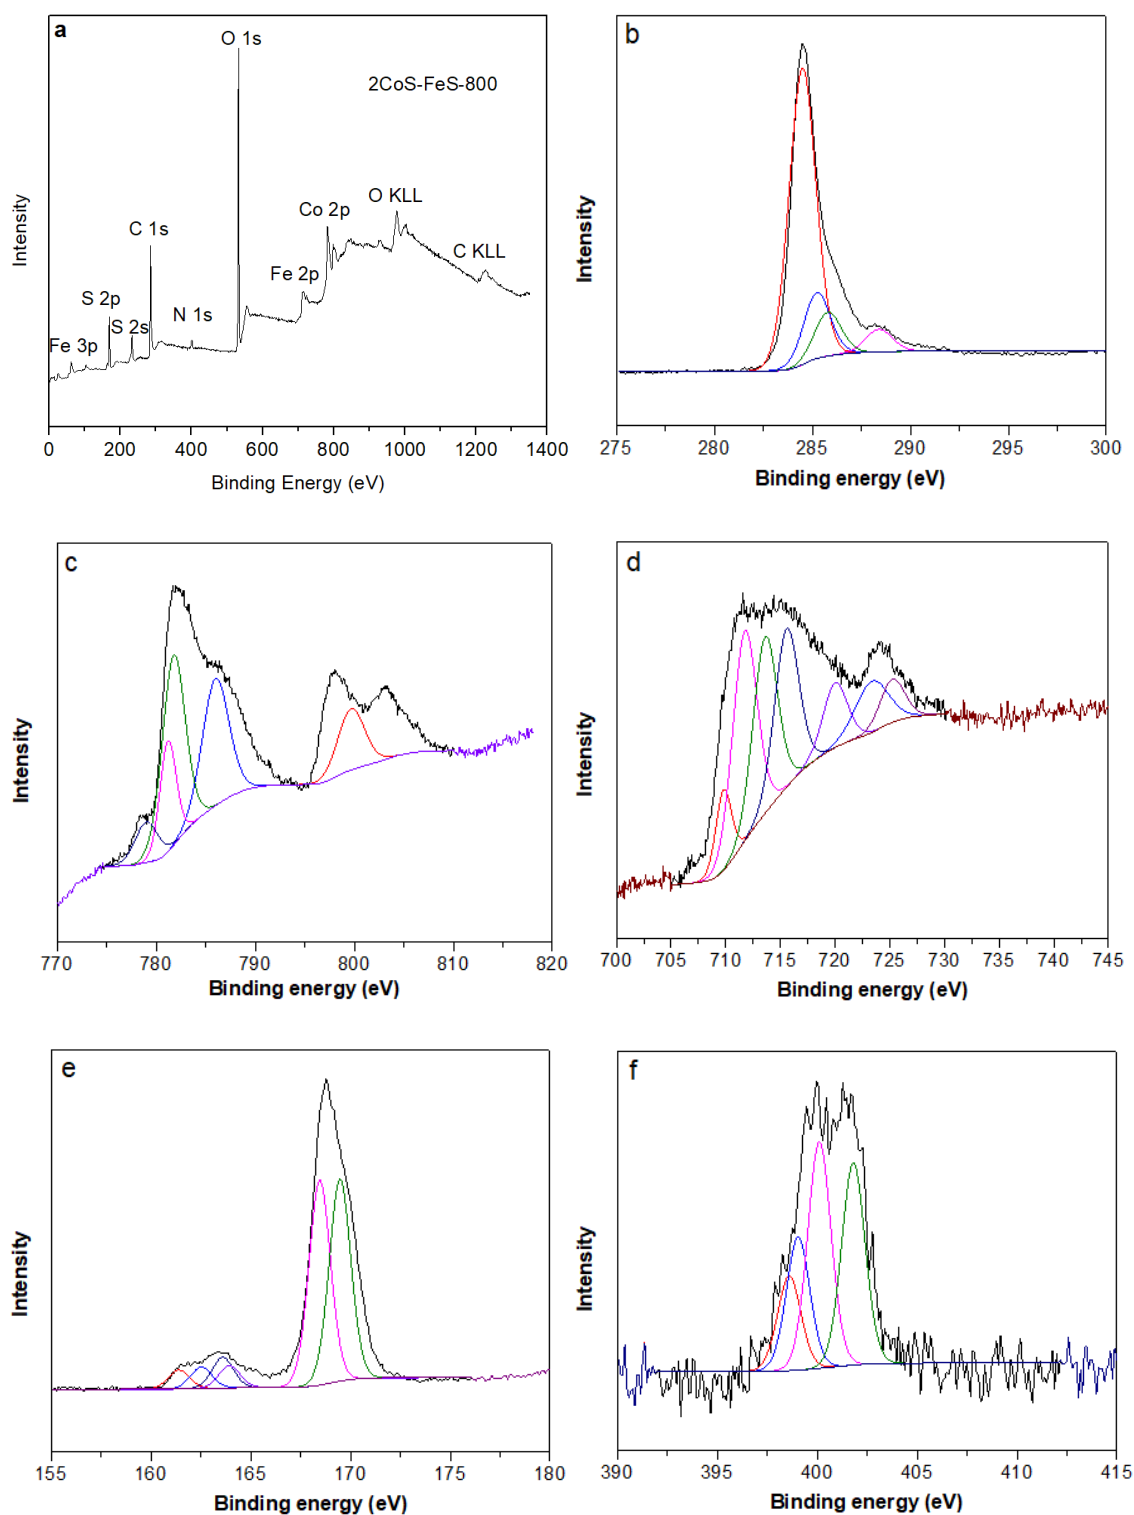 a
O 1s
2CoS-FeS-800
O KLL
Co 2p
C 1s
C KLL
Fe 2p
S 2p
N 1s
S 2s
Fe 3p
Intensity
0 200 400 600 800 1000 1200 1400
Binding Energy (eV)
b
Intensity
275 280 285 290 295 300
Binding energy (eV)
c
Intensity
770 780 790 800 810 820
Binding energy (eV)
d
Intensity
700 705 710 715 720 725 730 735 740 745
Binding energy (eV)
e
Intensity
155 160 165 170 175 180
Binding energy (eV)
f
Intensity
390 395 400 405 410 415
Binding energy (eV)